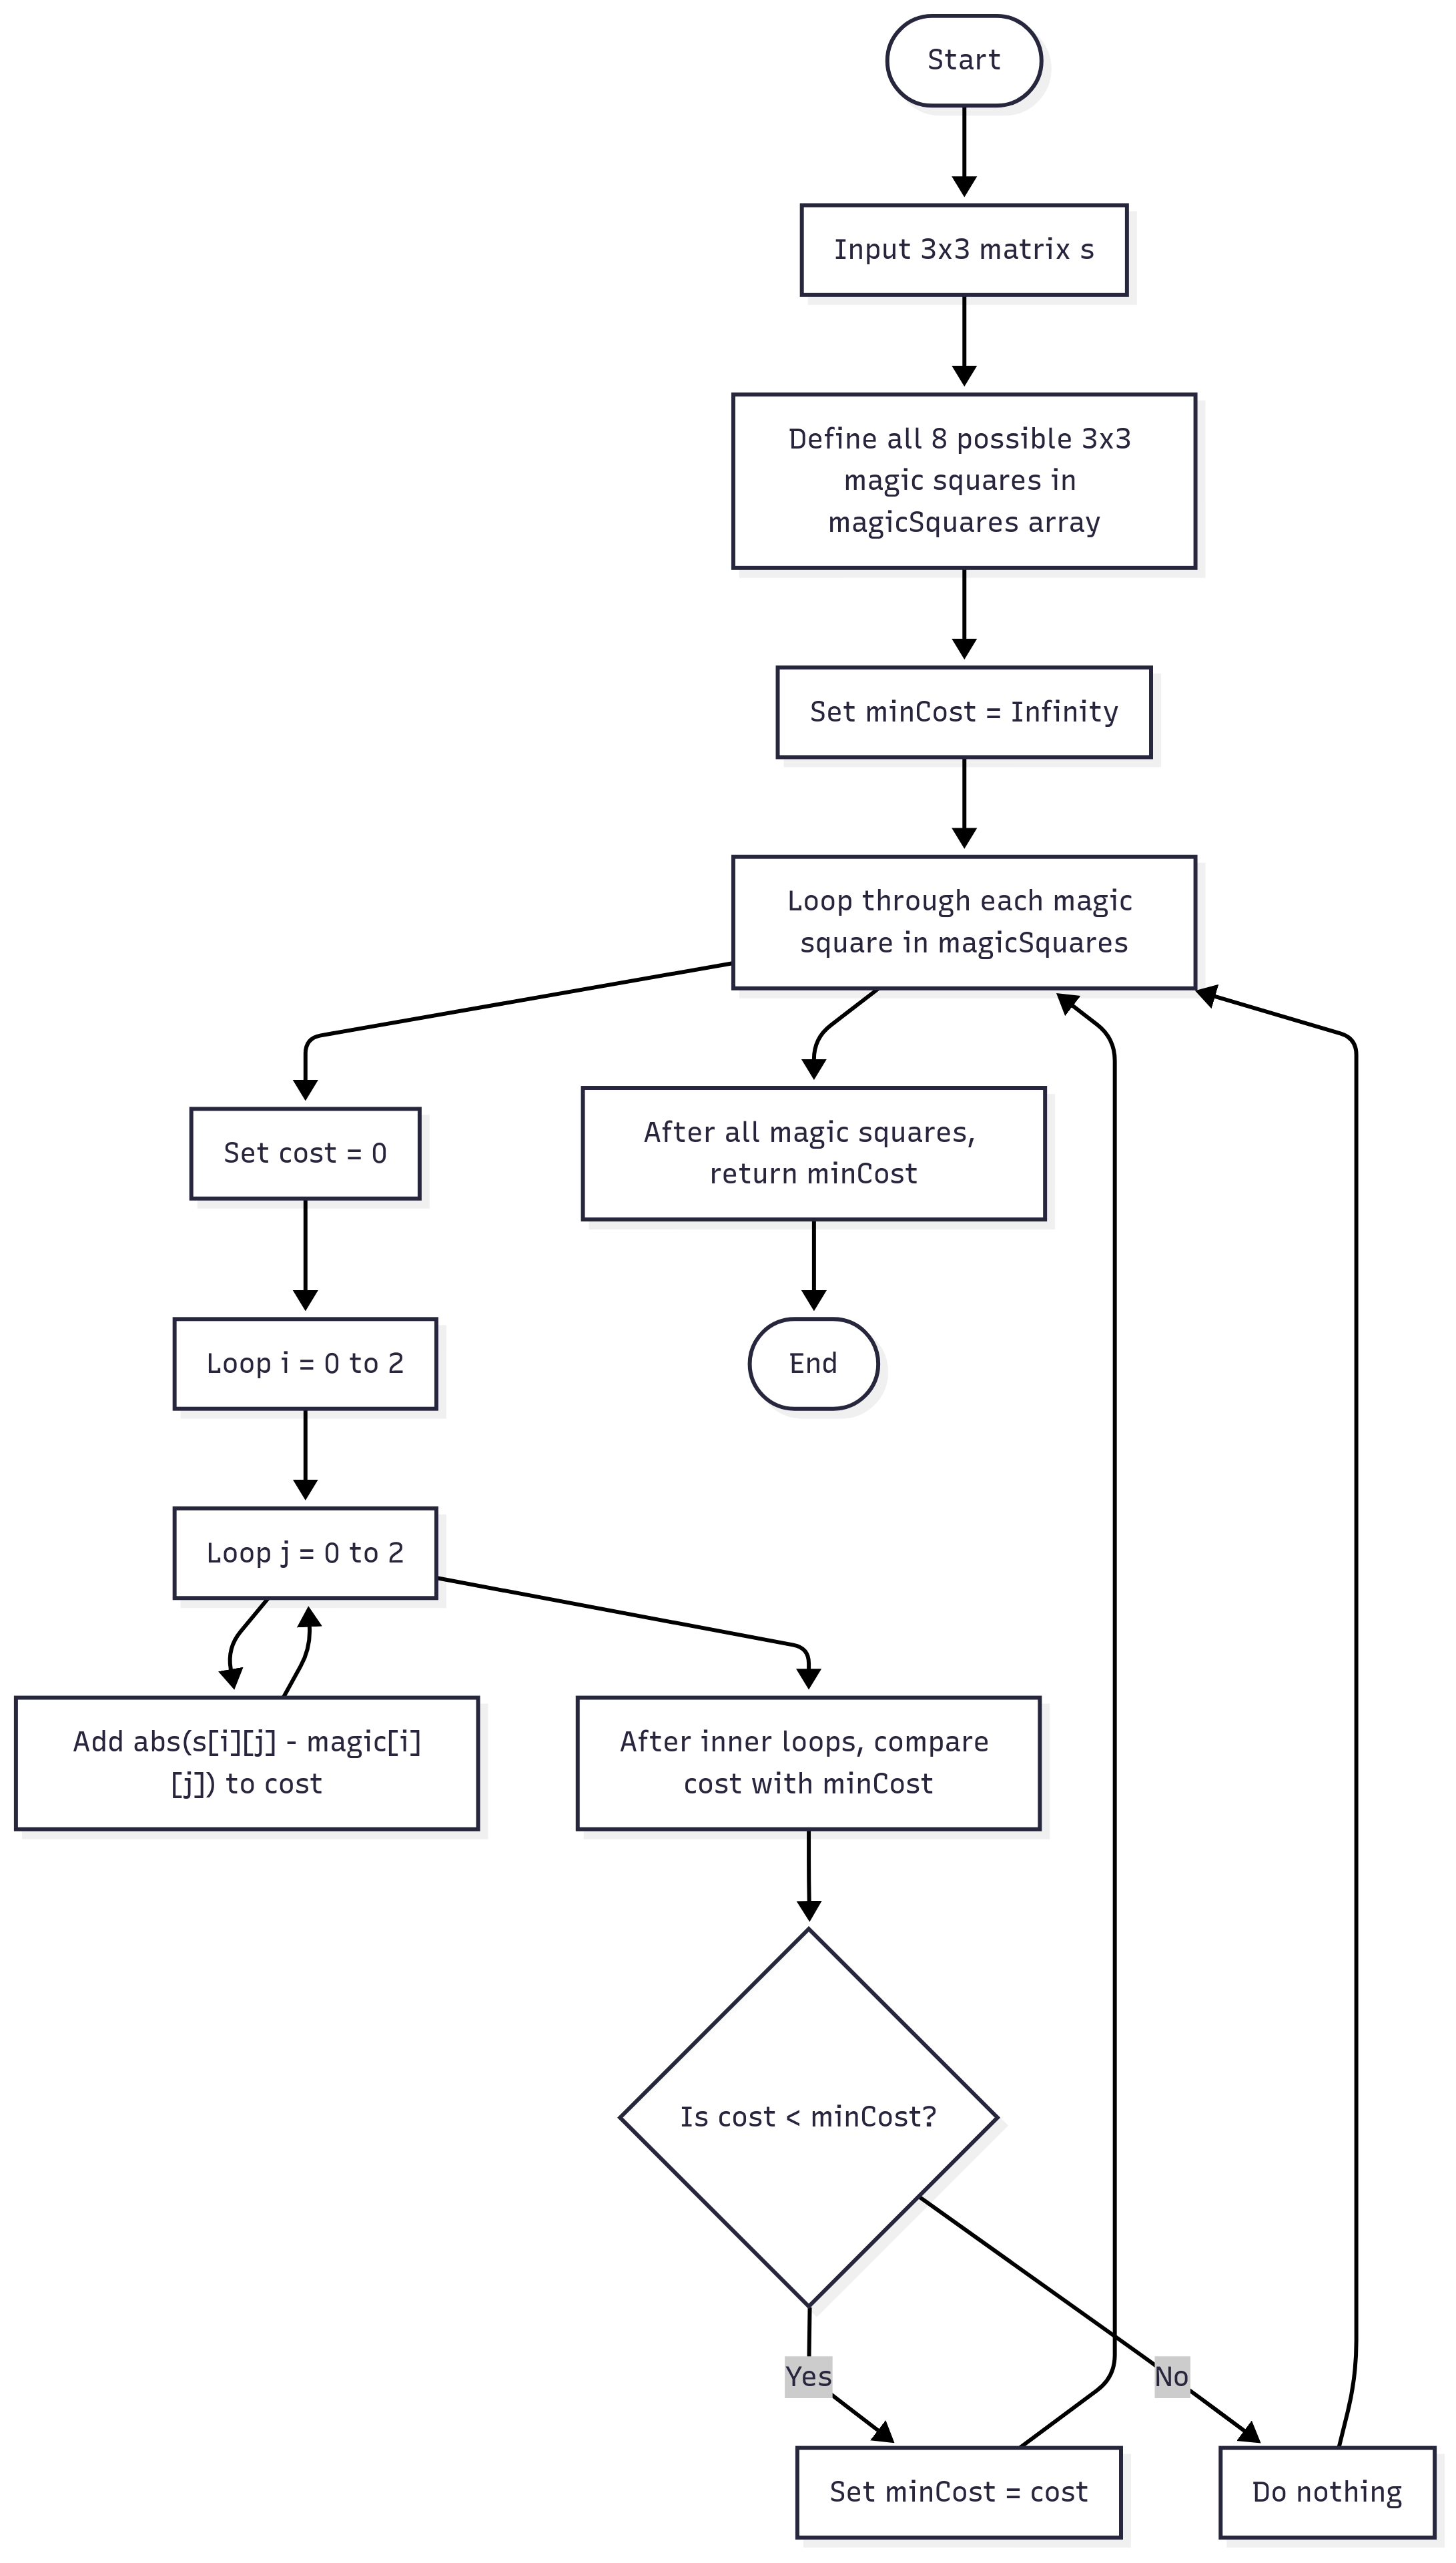 Start
Input 3x3 matrix s
Define all 8 possible 3x3
magic squares in
magicSquares array
Set minCost = Infinity
Loop through each magic
square in magicSquares
Set cost = 0
After all magic squares,
return minCost
Loop i = 0 to 2
End
Loop j = 0 to 2
Add abs(s[i][j] - magic[i]
[j]) to cost
After inner loops, compare
cost with minCost
Is cost < minCost?
Yes
No
Set minCost = cost
Do nothing